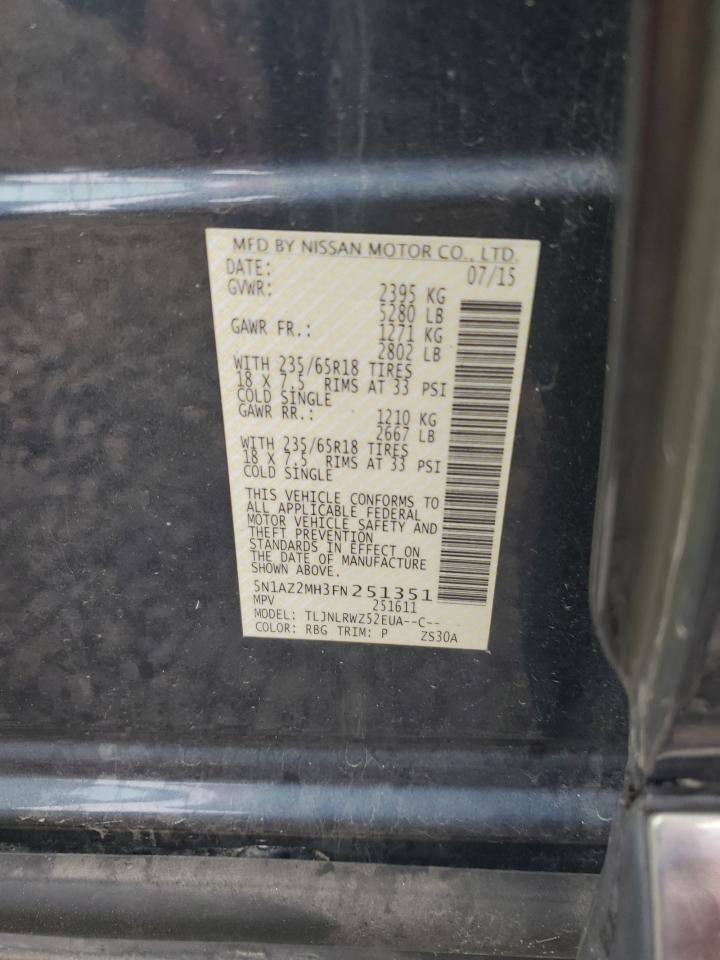 MFD BY NISSAN MOTOR CO., LTD.
DATE: 07/15
GVWR: 2395 KG
5280 LB
GAWR FR.: 1271 KG
2802 LB
WITH 235/65R18 TIRES
18 X 7.5 RIMS AT 33 PSI
COLD SINGLE
GAWR RR.: 1210 KG
2667 LB
WITH 235/65R18 TIRES
18 X 7.5 RIMS AT 33 PSI
COLD SINGLE
THIS VEHICLE CONFORMS TO
ALL APPLICABLE FEDERAL
MOTOR VEHICLE SAFETY AND
THEFT PREVENTION
STANDARDS IN EFFECT ON
THE DATE OF MANUFACTURE
SHOWN ABOVE.
5N1AZ2MH3FN251351
MPV 251611
MODEL: TLJNLRWZ52EUA--C--
COLOR: RBG TRIM: P ZS30A